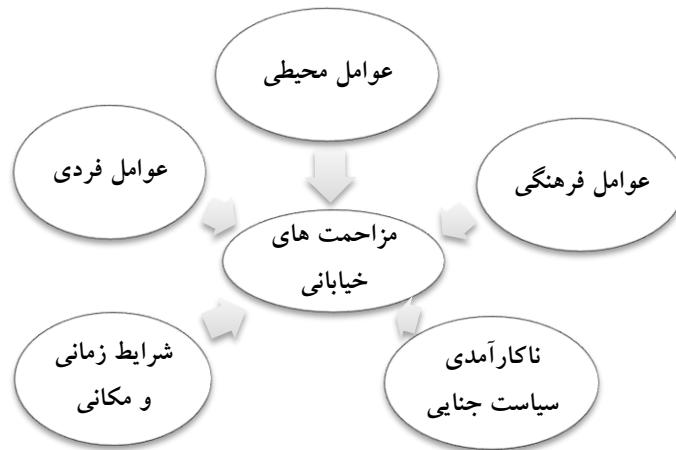 عوامل محیطی
عوامل فردی
عوامل فرهنگی
مزاحمت های
خیابانی
شرایط زمانی
و مکانی
ناکارآمدی
سیاست جنایی